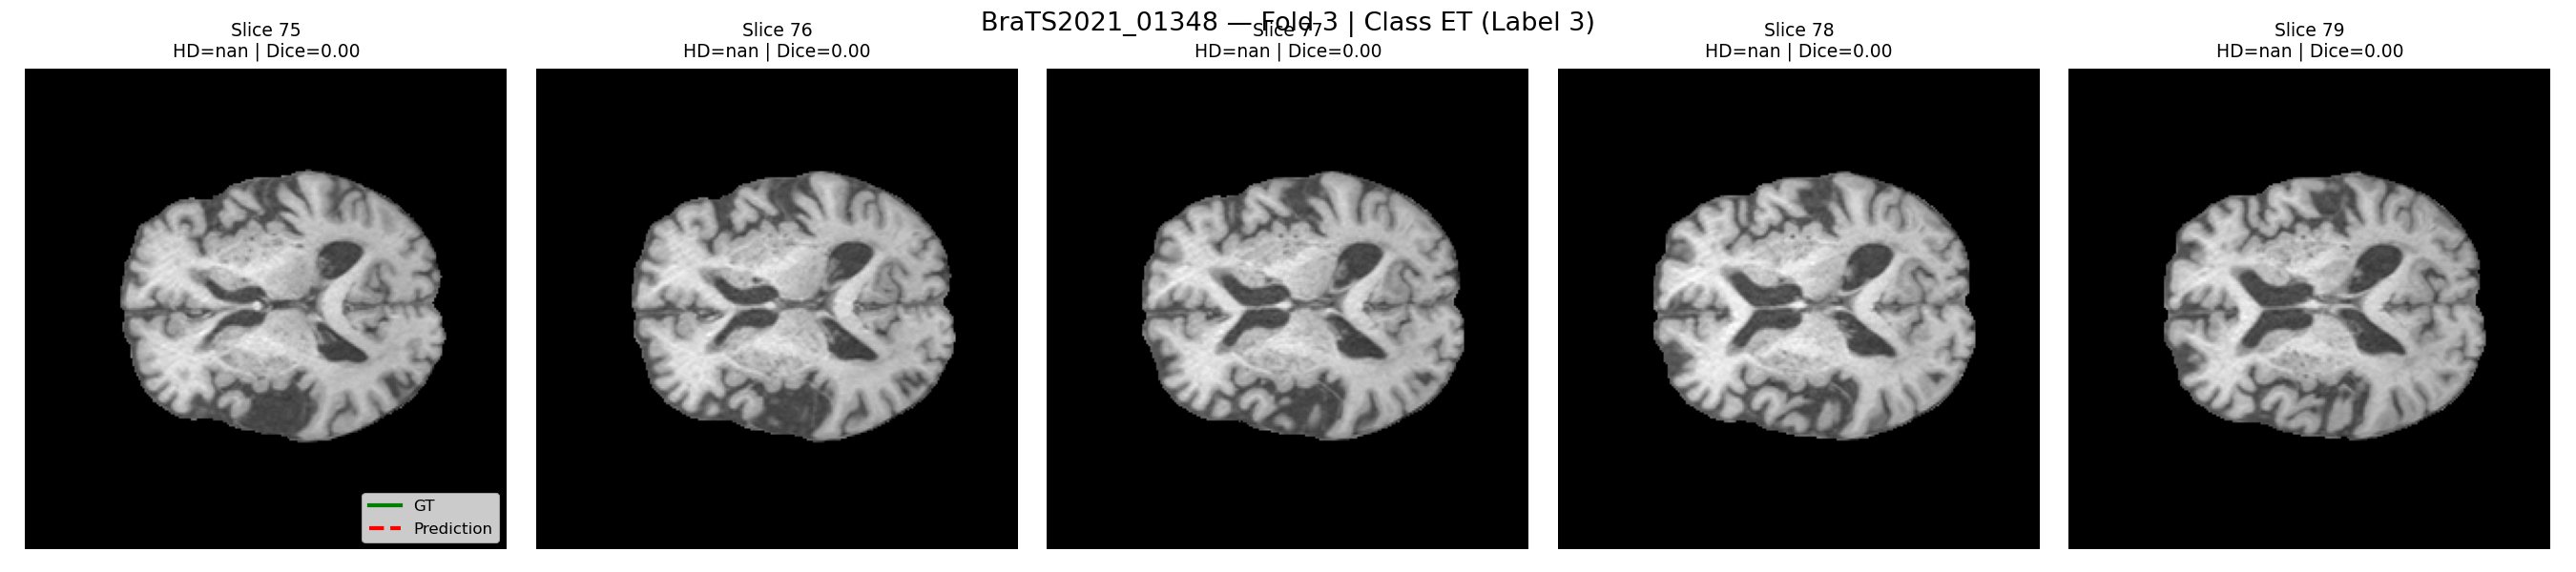 BraTS2021_01348 — Fold 3 | Class ET (Label 3)
Slice 75
HD=nan | Dice=0.00
Slice 76
HD=nan | Dice=0.00
Slice 77
HD=nan | Dice=0.00
Slice 78
HD=nan | Dice=0.00
Slice 79
HD=nan | Dice=0.00
GT
Prediction